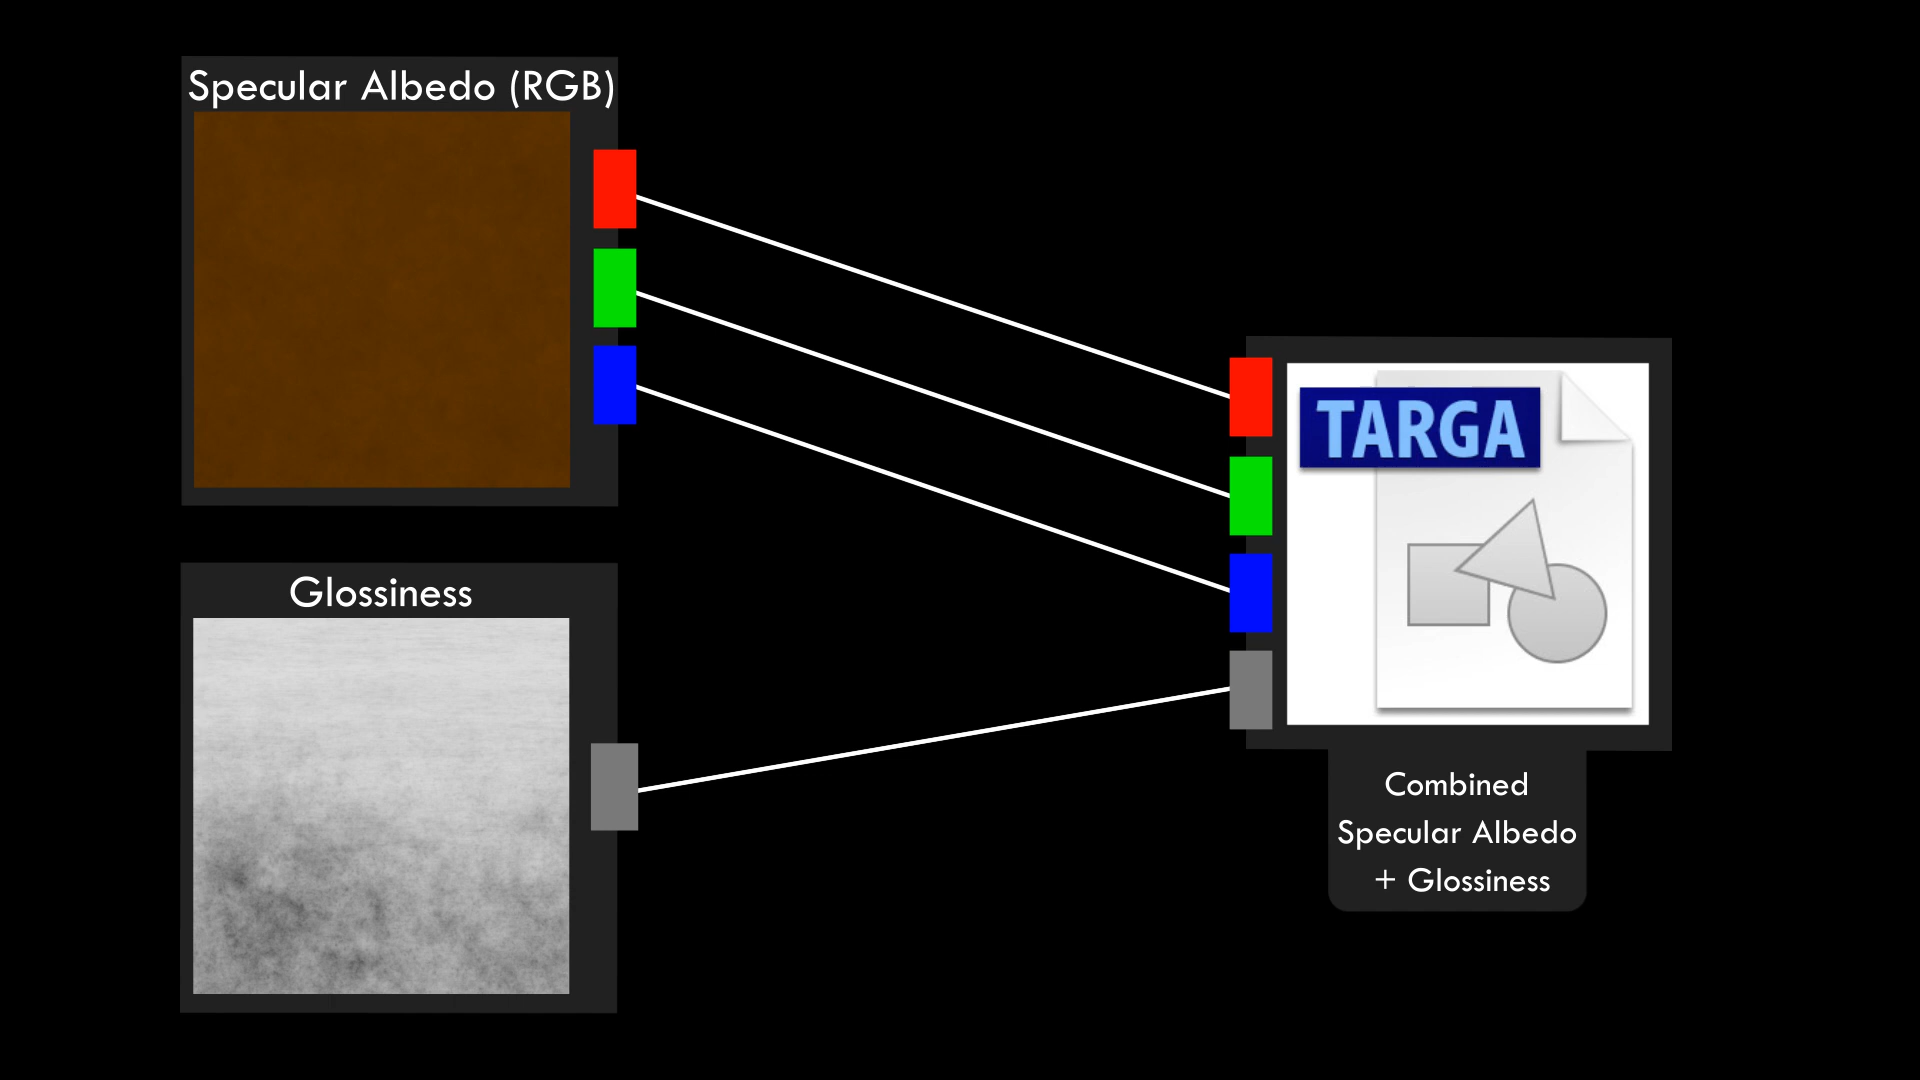 Specular Albedo (RGB)
Glossiness
TARGA
Combined
Specular Albedo
+ Glossiness